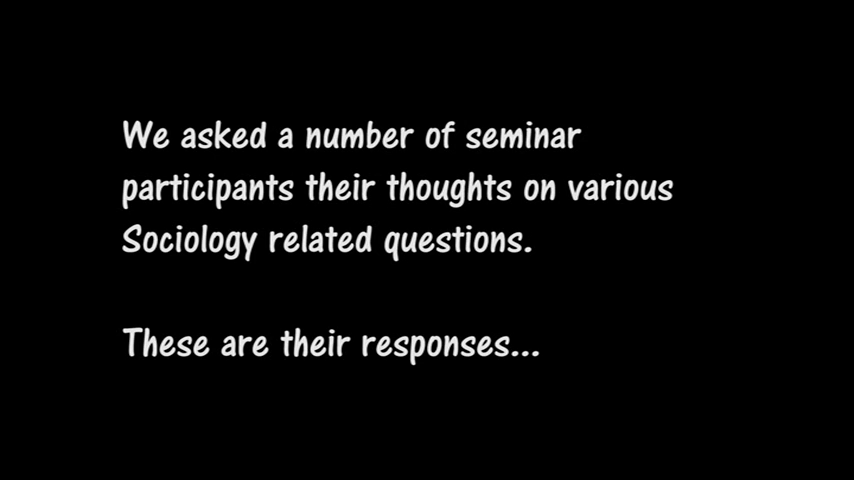 We asked a number of seminar
participants their thoughts on various
Sociology related questions.
These are their responses...